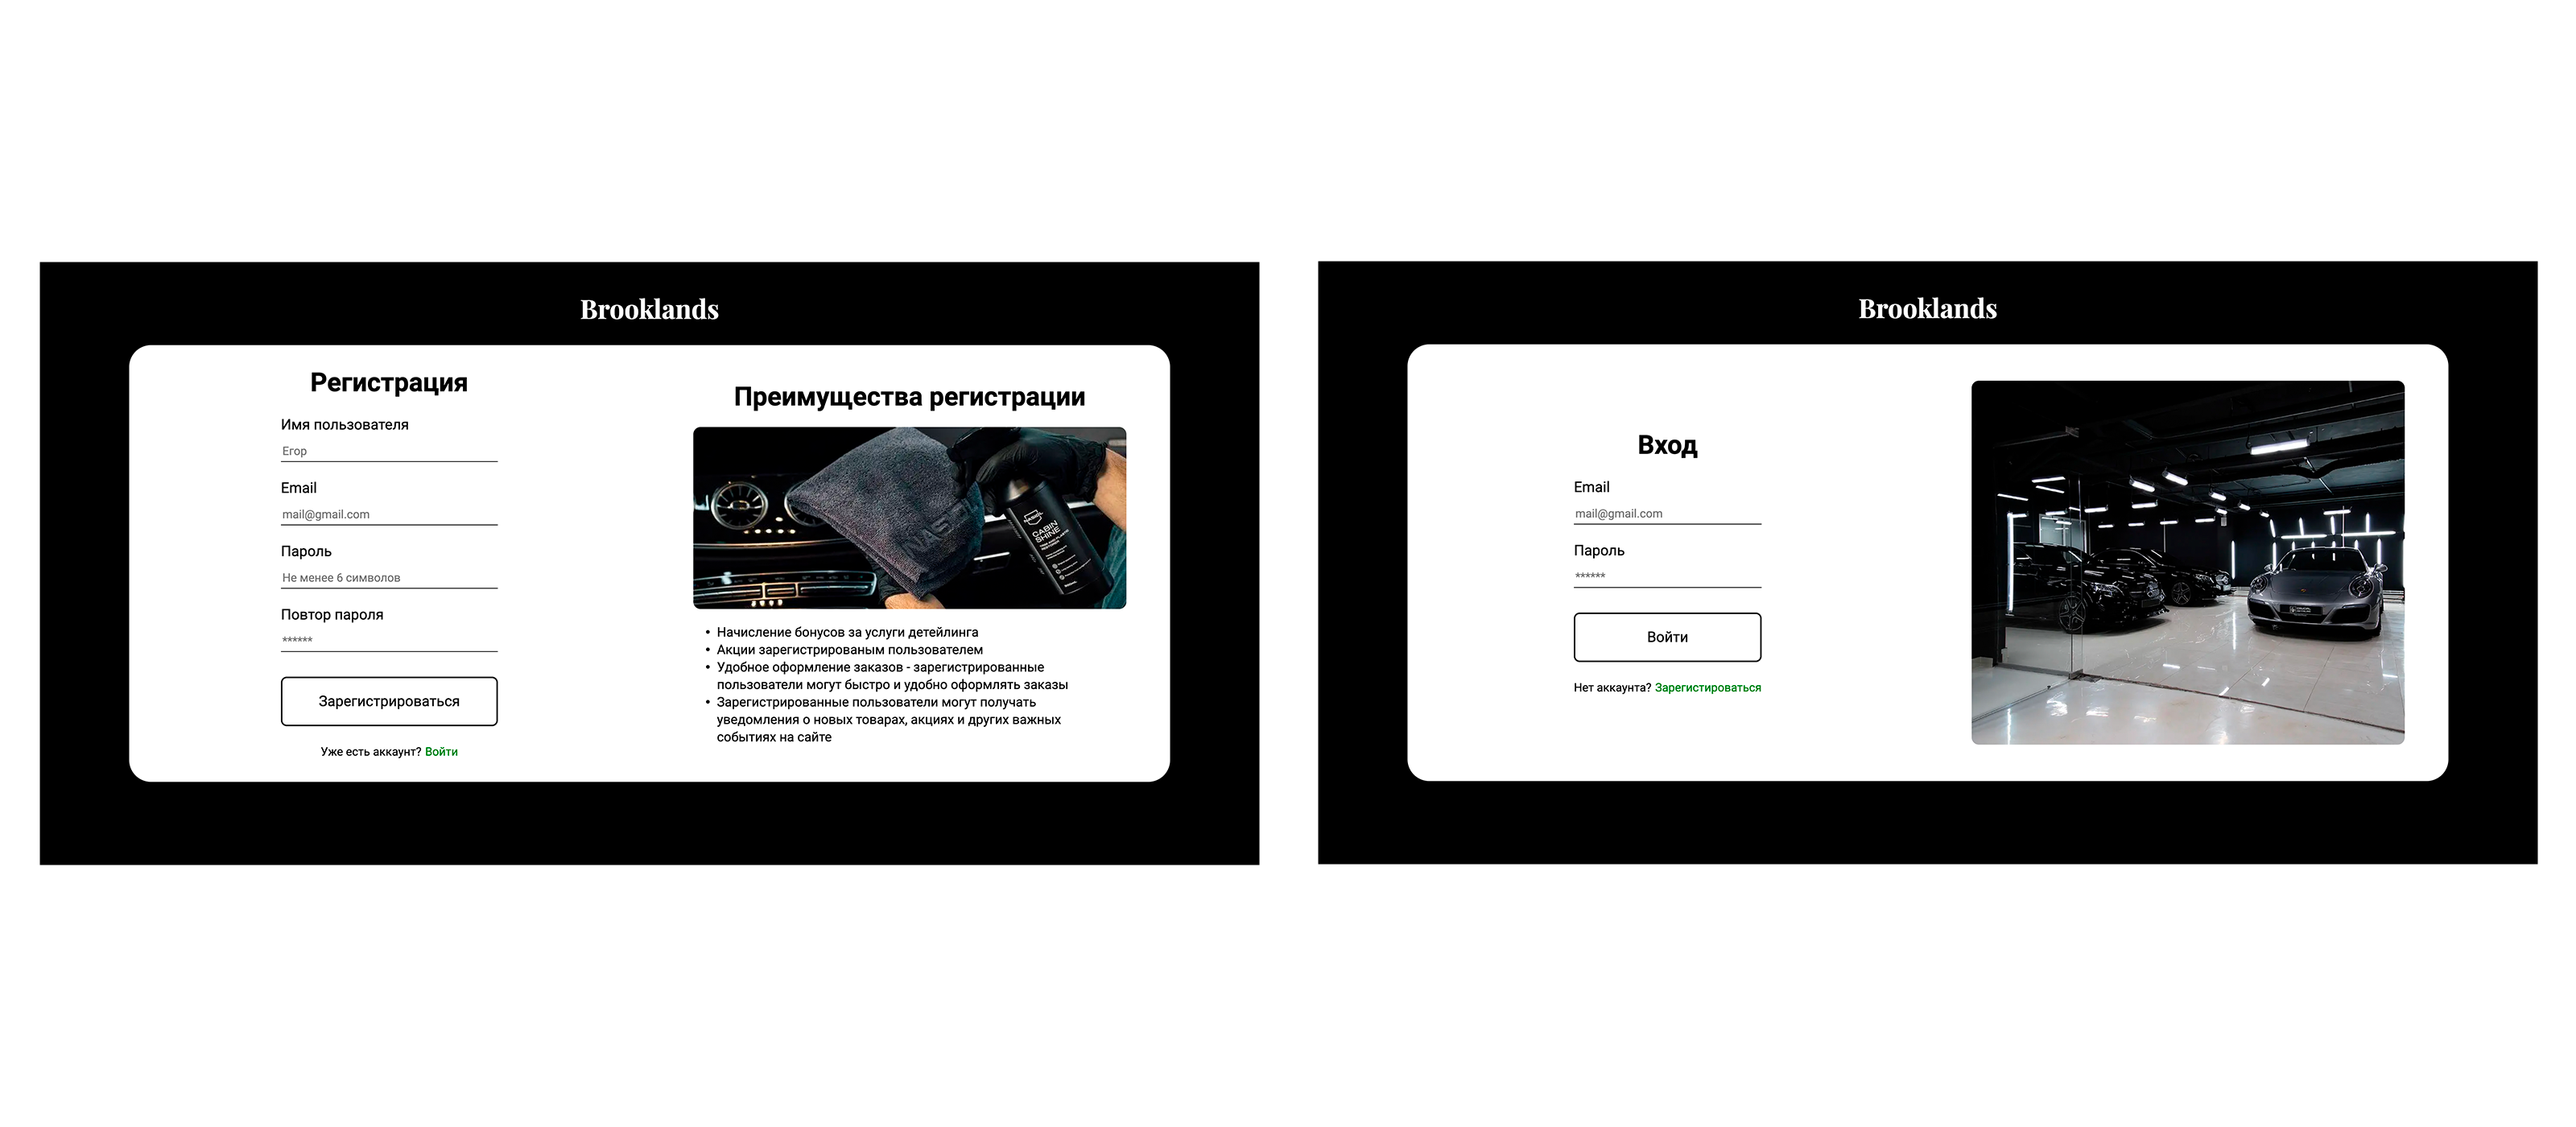 Brooklands
Регистрация
Имя пользователя
Егор
Email
mail@gmail.com
Пароль
Не менее 6 символов
Повтор пароля
******
Зарегистрироваться
Уже есть аккаунт? Войти
Преимущества регистрации
NAS
CABIN
SHINE
• Начисление бонусов за услуги детейлинга
• Акции зарегистрированым пользователем
• Удобное оформление заказов - зарегистрированные
пользователи могут быстро и удобно оформлять заказы
• Зарегистрированные пользователи могут получать
уведомления о новых товарах, акциях и других важных
событиях на сайте
Brooklands
Вход
Email
mail@gmail.com
Пароль
******
Войти
Нет аккаунта? Зарегистироваться